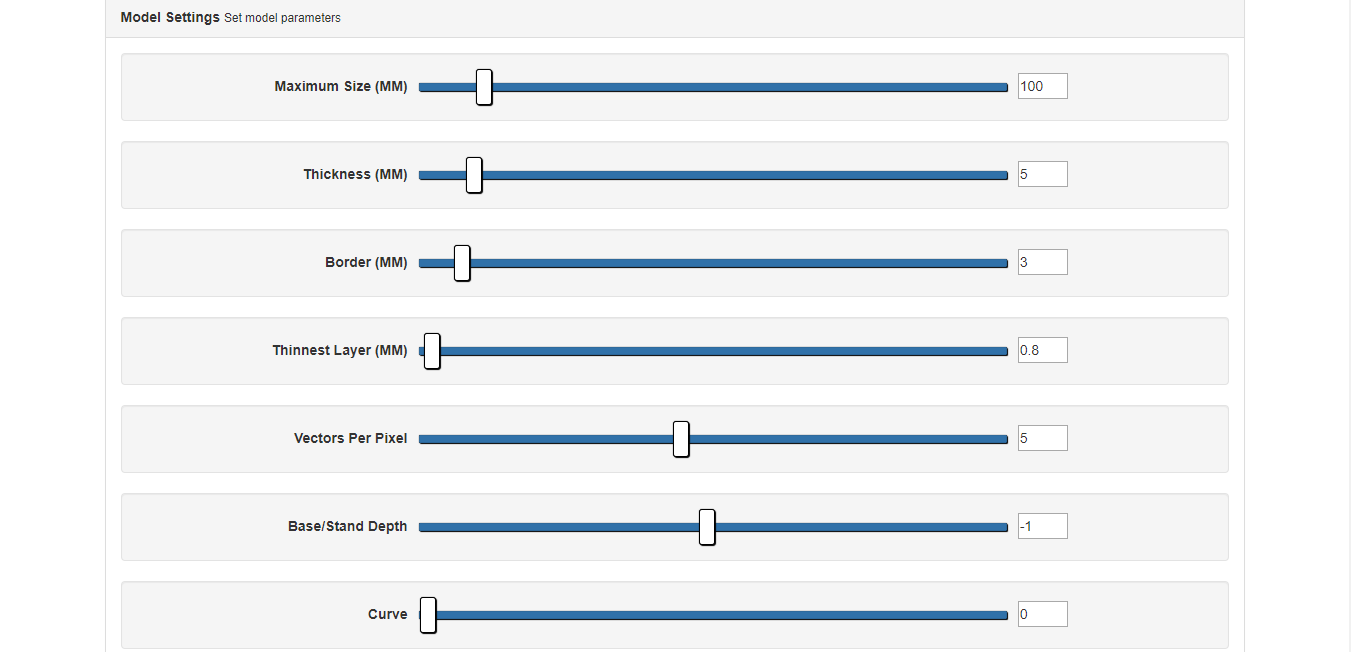 Model Settings Set model parameters
Maximum Size (MM) 100
Thickness (MM) 5
Border (MM) 3
Thinnest Layer (MM) 0.8
Vectors Per Pixel 5
Base/Stand Depth -1
Curve 0